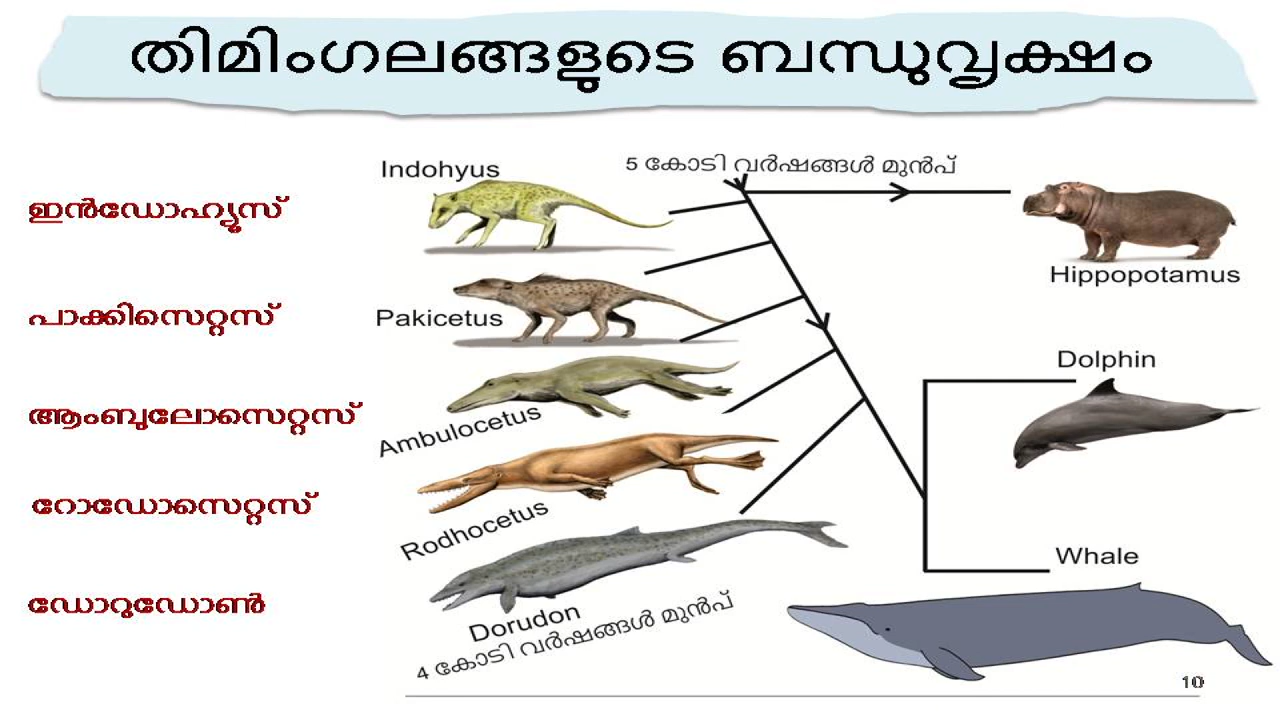 തിമിംഗലങ്ങളുടെ ബന്ധുവൃക്ഷം
ഇൻഡോഹ്യൂസ്
പാക്കിസെറ്റസ്
ആംബുലോസെറ്റസ്
റോഡോസെറ്റസ്
ഡോറുഡോൺ
Indohyus
5 കോടി വർഷങ്ങൾ മുൻപ്
Hippopotamus
Pakicetus
Dolphin
Ambulocetus
Rodhocetus
Whale
Dorudon
4 കോടി വർഷങ്ങൾ മുൻപ്
10